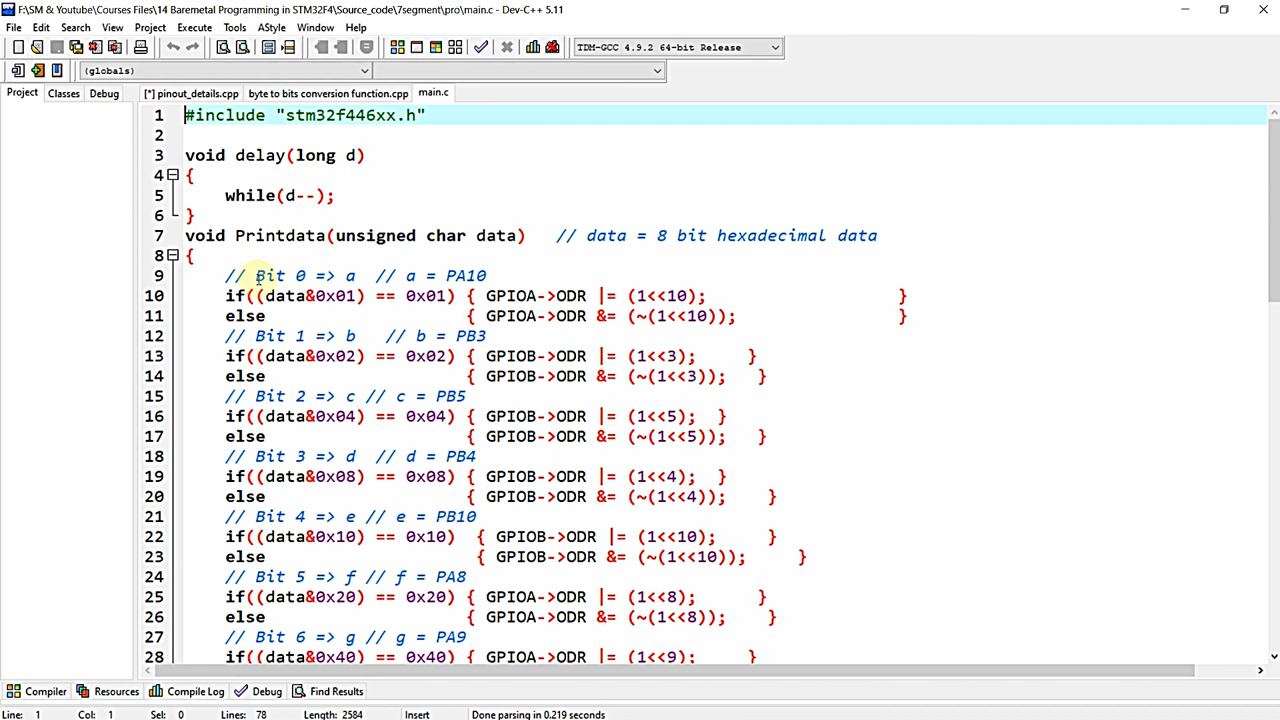 F:\SM & Youtube\Courses Files\14 Baremetal Programming in STM32F4\Source_code\7segment\pro\main.c - Dev-C++ 5.11
File Edit Search View Project Execute Tools AStyle Window Help
TDM-GCC 4.9.2 64-bit Release
(globals)
Project Classes Debug [*] pinout_details.cpp byte to bits conversion function.cpp main.c
1 #include "stm32f446xx.h"
2
3 void delay(long d)
4 {
5 while(d--);
6 }
7 void Printdata(unsigned char data) // data = 8 bit hexadecimal data
8 {
9 // Bit 0 => a // a = PA10
10 if((data&0x01) == 0x01) { GPIOA->ODR |= (1<<10); }
11 else { GPIOA->ODR &= (~(1<<10)); }
12 // Bit 1 => b // b = PB3
13 if((data&0x02) == 0x02) { GPIOB->ODR |= (1<<3); }
14 else { GPIOB->ODR &= (~(1<<3)); }
15 // Bit 2 => c // c = PB5
16 if((data&0x04) == 0x04) { GPIOB->ODR |= (1<<5); }
17 else { GPIOB->ODR &= (~(1<<5)); }
18 // Bit 3 => d // d = PB4
19 if((data&0x08) == 0x08) { GPIOB->ODR |= (1<<4); }
20 else { GPIOB->ODR &= (~(1<<4)); }
21 // Bit 4 => e // e = PB10
22 if((data&0x10) == 0x10) { GPIOB->ODR |= (1<<10); }
23 else { GPIOB->ODR &= (~(1<<10)); }
24 // Bit 5 => f // f = PA8
25 if((data&0x20) == 0x20) { GPIOA->ODR |= (1<<8); }
26 else { GPIOA->ODR &= (~(1<<8)); }
27 // Bit 6 => g // g = PA9
28 if((data&0x40) == 0x40) { GPIOA->ODR |= (1<<9); }
Compiler Resources Compile Log Debug Find Results
Line: 1 Col: 1 Sel: 0 Lines: 78 Length: 2584 Insert Done parsing in 0.219 seconds